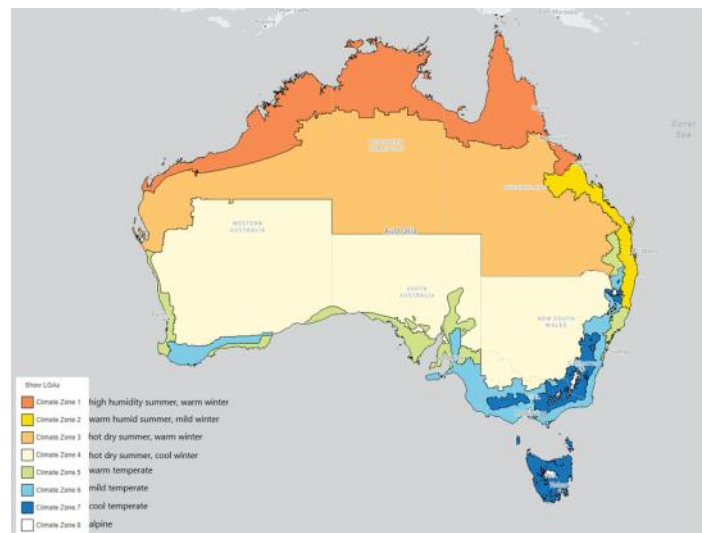 Coral
Sea
NORTHERN
TERRITORY
QUEENSLAND
WESTERN
AUSTRALIA
Australia
SOUTH
AUSTRALIA
NEW SOUTH
WALES
Show LGAs
Climate Zone 1 high humidity summer, warm winter
Climate Zone 2 warm humid summer, mild winter
Climate Zone 3 hot dry summer, warm winter
Climate Zone 4 hot dry summer, cool winter
Climate Zone 5 warm temperate
Climate Zone 6 mild temperate
Climate Zone 7 cool temperate
Climate Zone 8 alpine